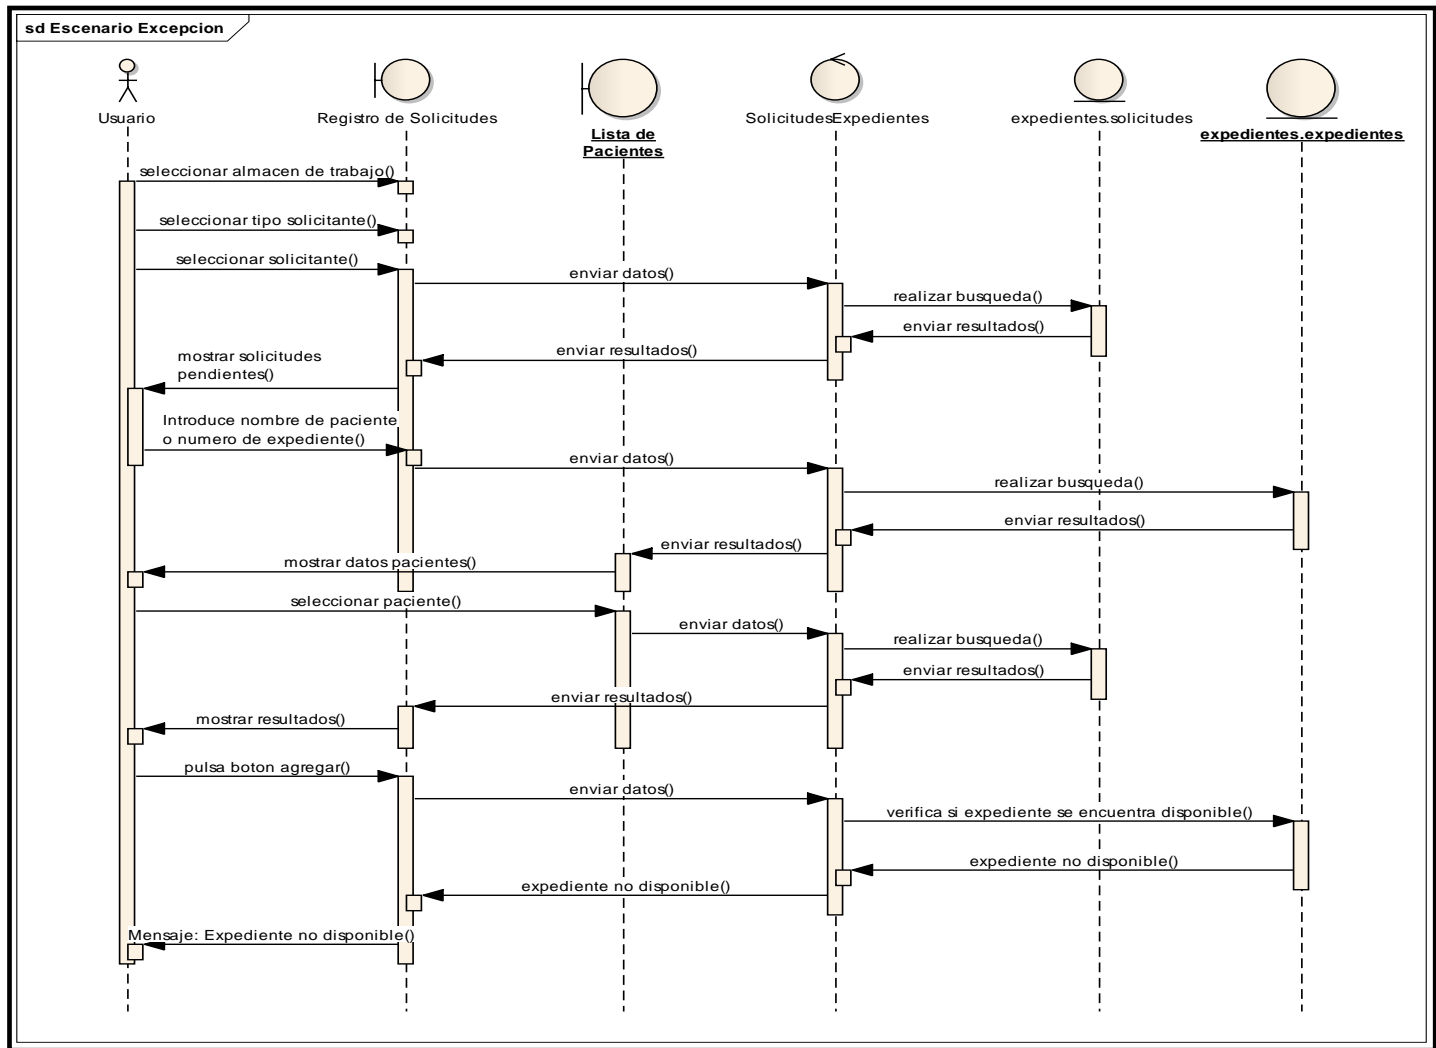 sd Escenario Excepcion
Usuario
Registro de Solicitudes
Lista de
Pacientes
SolicitudesExpedientes
expedientes.solicitudes
expedientes.expedientes
seleccionar almacen de trabajo()
seleccionar tipo solicitante()
seleccionar solicitante()
enviar datos()
realizar busqueda()
enviar resultados()
enviar resultados()
mostrar solicitudes
pendientes()
Introduce nombre de paciente
o numero de expediente()
enviar datos()
realizar busqueda()
enviar resultados()
enviar resultados()
mostrar datos pacientes()
seleccionar paciente()
enviar datos()
realizar busqueda()
enviar resultados()
enviar resultados()
mostrar resultados()
pulsa boton agregar()
enviar datos()
verifica si expediente se encuentra disponible()
expediente no disponible()
expediente no disponible()
Mensaje: Expediente no disponible()